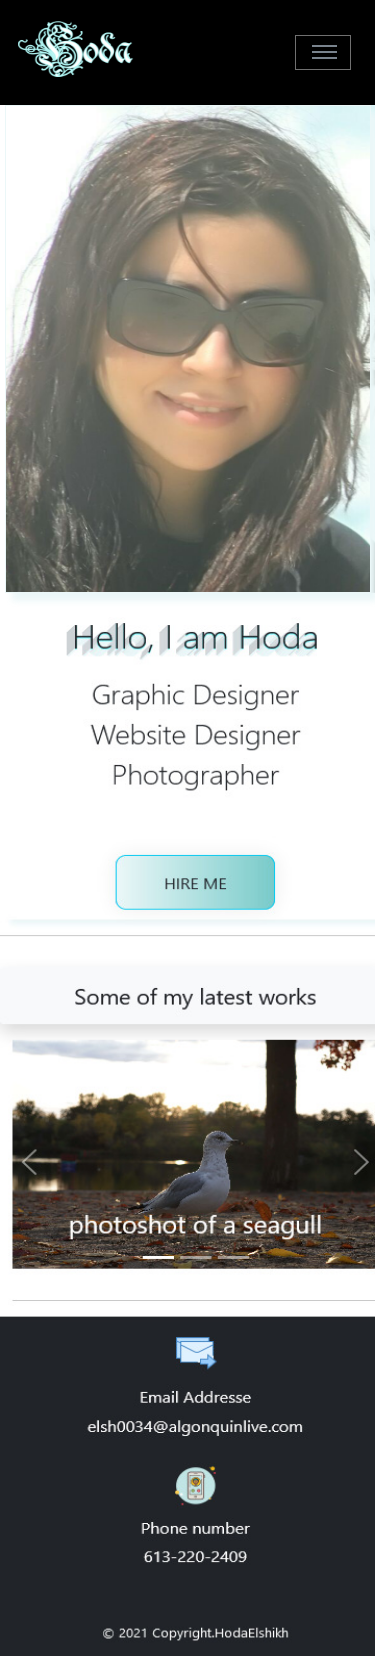 Hoda
Hello, I am Hoda
Graphic Designer
Website Designer
Photographer
HIRE ME
Some of my latest works
photoshot of a seagull
Email Addresse
elsh0034@algonquinlive.com
Phone number
613-220-2409
© 2021 Copyright.HodaElshikh